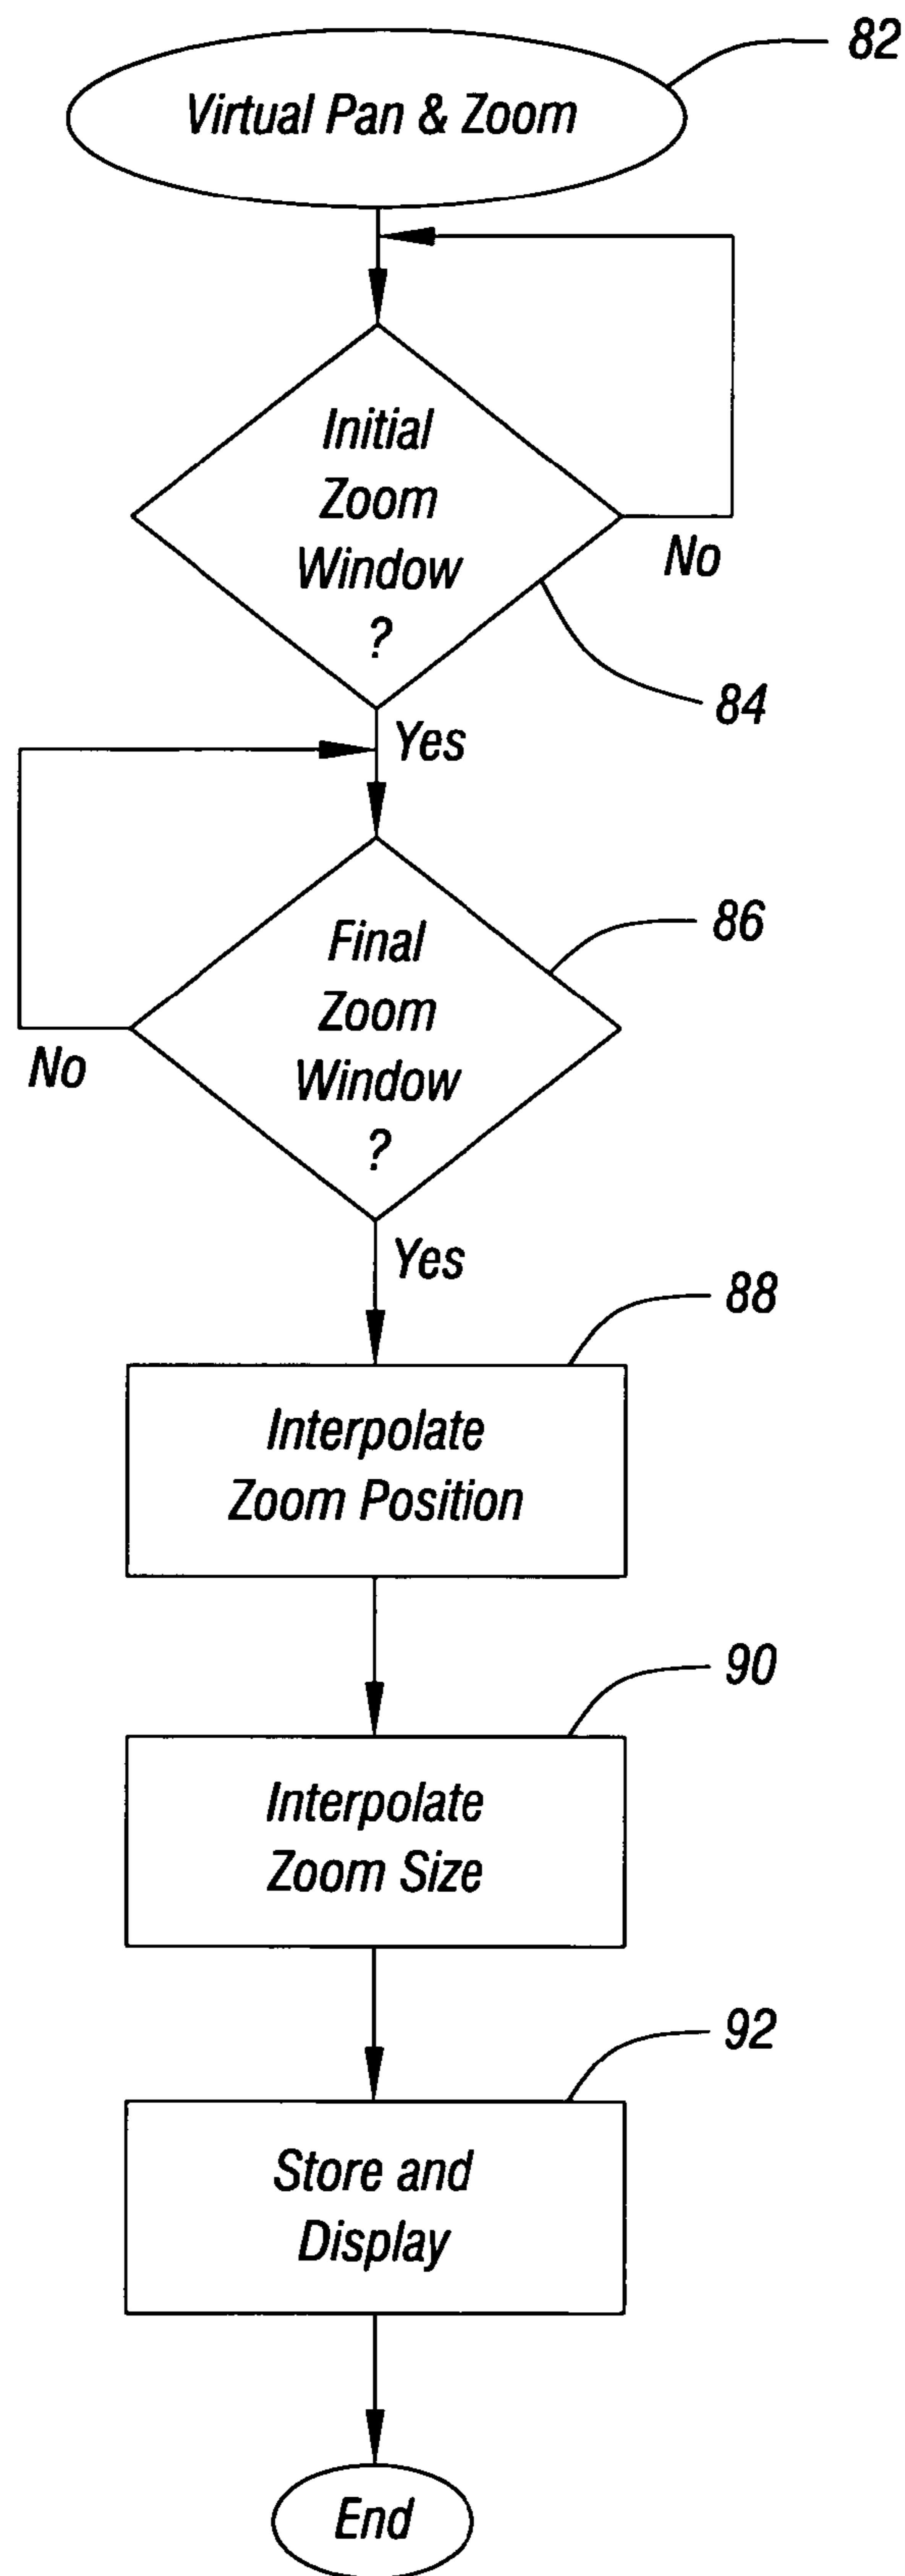 82
Virtual Pan & Zoom
Initial
Zoom
Window
?
No
84
Yes
86
Final
Zoom
Window
?
No
Yes
88
Interpolate
Zoom Position
90
Interpolate
Zoom Size
92
Store and
Display
End